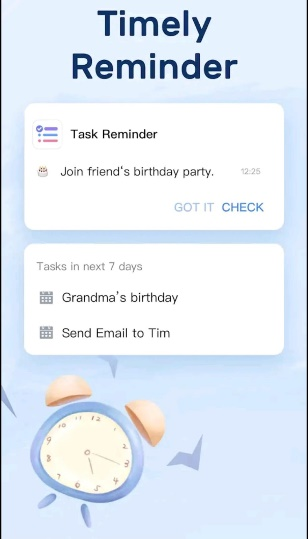 Timely
Reminder
Task Reminder
Join friend's birthday party. 12:25
GOT IT CHECK
Tasks in next 7 days
Grandma's birthday
Send Email to Tim